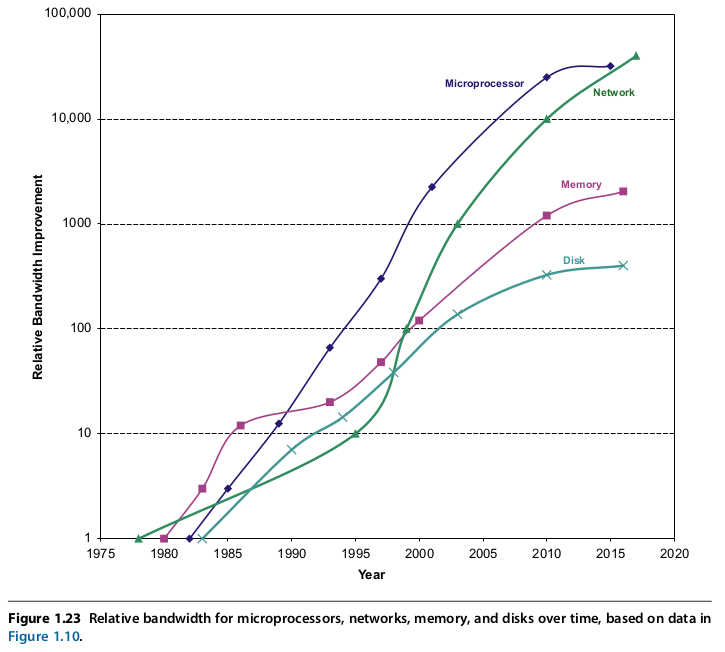 100,000
Microprocessor
Network
10,000
Memory
1000
Disk
100
10
1
Relative Bandwidth Improvement
1975 1980 1985 1990 1995 2000 2005 2010 2015 2020
Year
Figure 1.23 Relative bandwidth for microprocessors, networks, memory, and disks over time, based on data in
Figure 1.10.